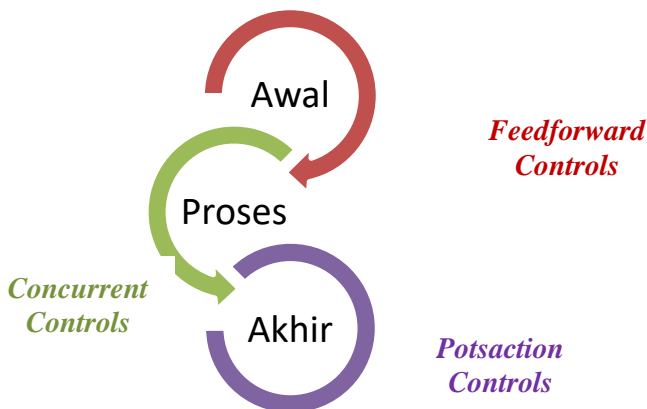 Awal
Feedforward
Controls
Proses
Concurrent
Controls
Akhir
Potsaction
Controls